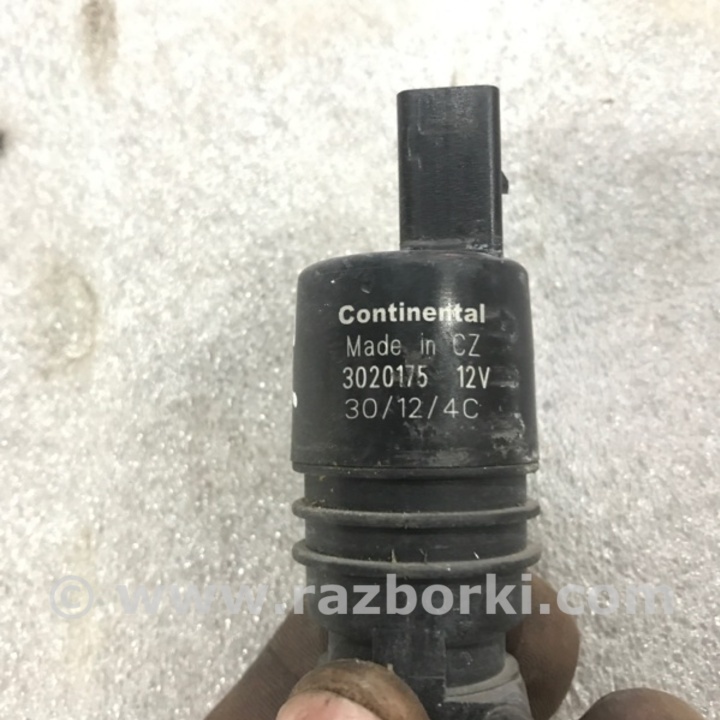 Continental
Made in CZ
3020175 12V
30/12/4C
© www.razborki.com